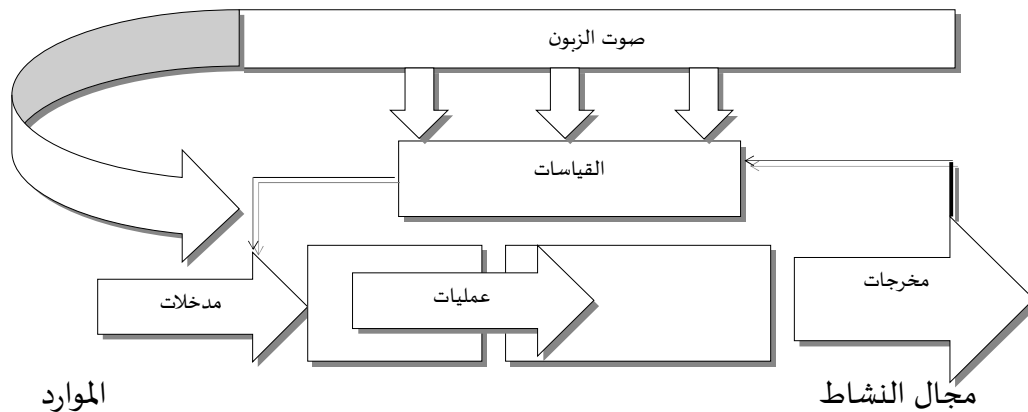 صوت الزبون
القياسات
مدخلات
عمليات
مخرجات
الموارد
مجال النشاط